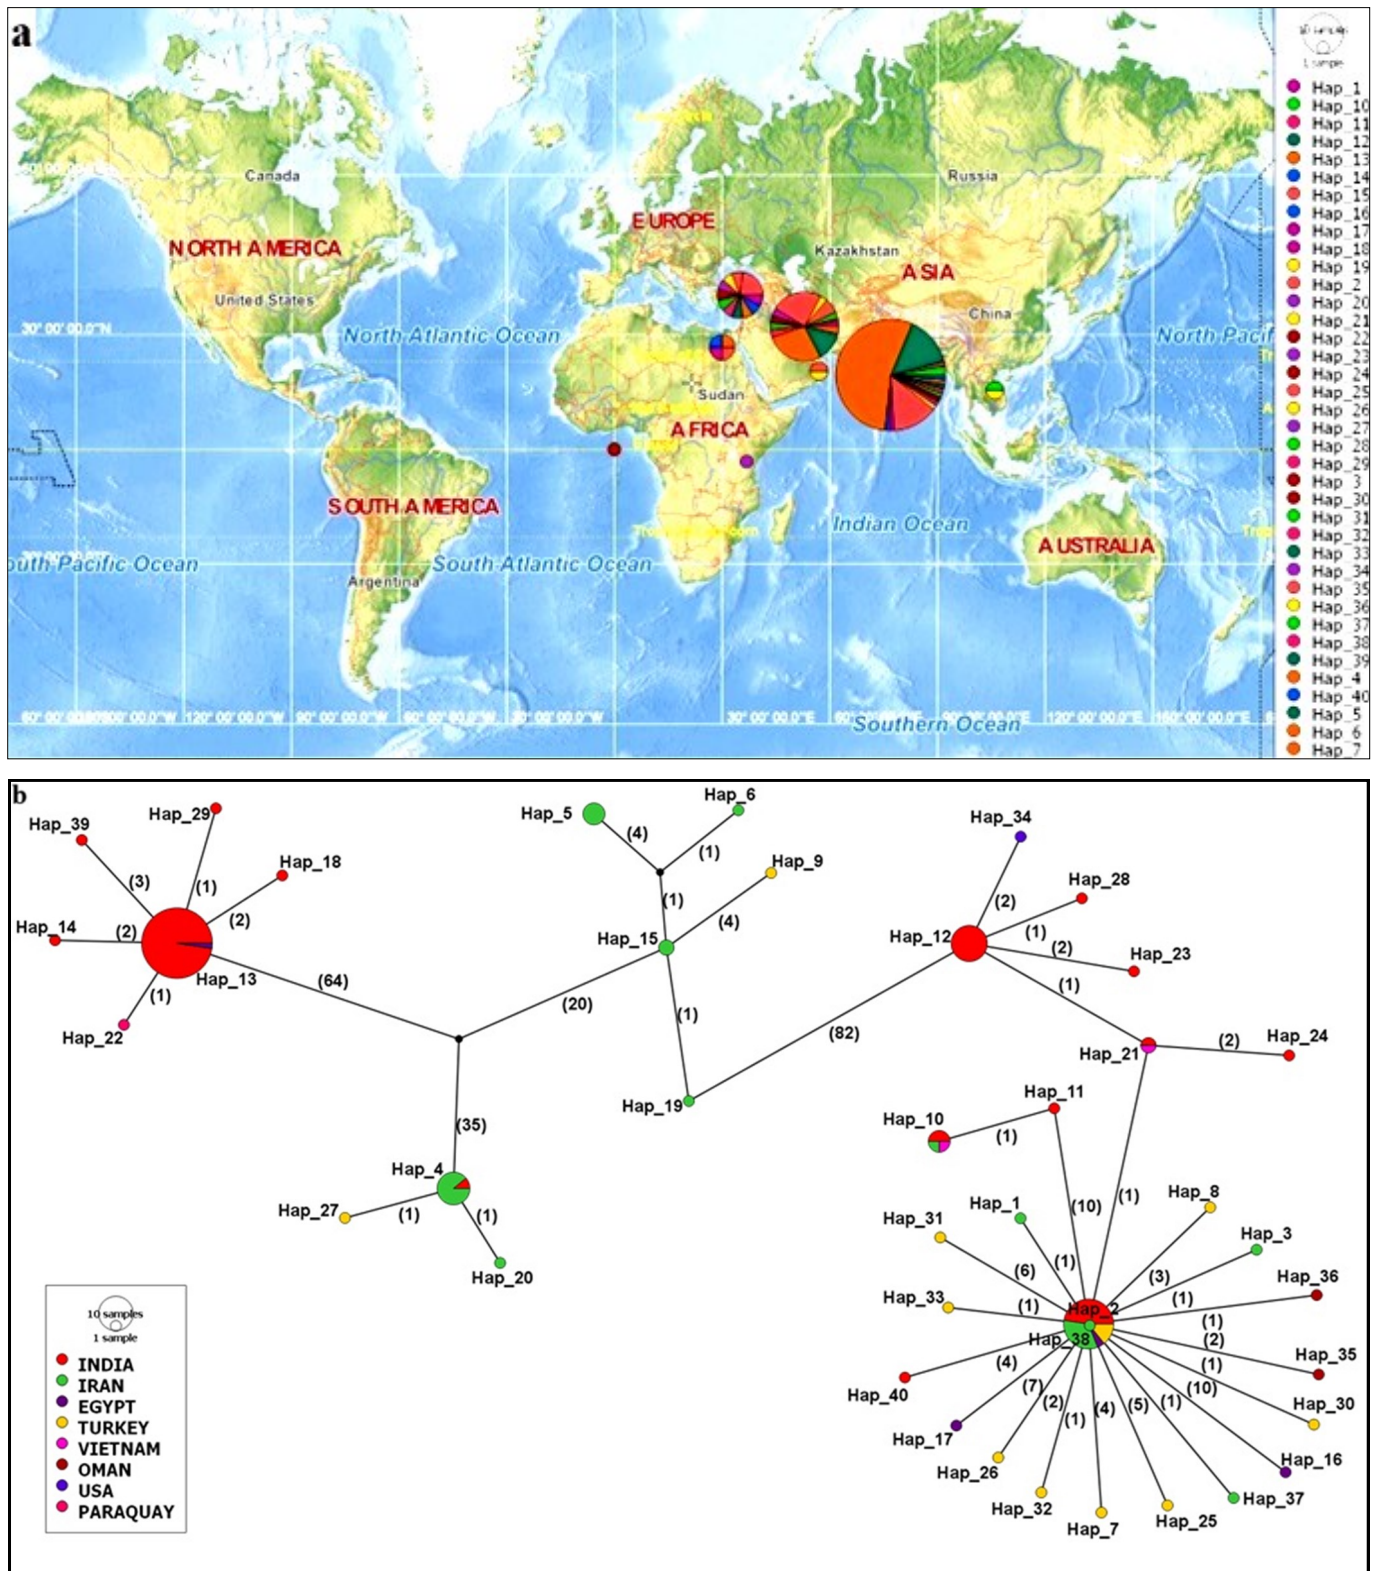 a
Canada
Russia
EUROPE
NORTH AMERICA
Kazakhstan
ASIA
United States
China
30° 00' 00.0"N
North Atlantic Ocean
North Pacif
Sudan
AFRICA
SOUTH AMERICA
Indian Ocean
AUSTRALIA
outh Pacific Ocean
South Atlantic Ocean
Argentina
Southern Ocean
10 samples
1 sample
Hap_1
Hap_10
Hap_11
Hap_12
Hap_13
Hap_14
Hap_15
Hap_16
Hap_17
Hap_18
Hap_19
Hap_2
Hap_20
Hap_21
Hap_22
Hap_23
Hap_24
Hap_25
Hap_26
Hap_27
Hap_28
Hap_29
Hap_3
Hap_30
Hap_31
Hap_32
Hap_33
Hap_34
Hap_35
Hap_36
Hap_37
Hap_38
Hap_39
Hap_4
Hap_40
Hap_5
Hap_6
Hap_7
b
Hap_39
Hap_29
Hap_18
Hap_14
Hap_13
Hap_22
(3)
(1)
(2)
(2)
(1)
(64)
Hap_5
Hap_6
Hap_9
Hap_15
Hap_19
(4)
(1)
(1)
(4)
(20)
(1)
(82)
(35)
Hap_4
Hap_27
Hap_20
(1)
(1)
Hap_34
Hap_28
Hap_12
Hap_23
Hap_21
Hap_24
(2)
(1)
(2)
(1)
(2)
Hap_11
Hap_10
(1)
(10)
(1)
Hap_1
Hap_8
Hap_31
Hap_3
Hap_33
Hap_36
Hap_2
Hap_38
Hap_35
Hap_40
Hap_30
Hap_17
Hap_16
Hap_26
Hap_37
Hap_32
Hap_25
Hap_7
(1)
(6)
(3)
(1)
(1)
(1)
(2)
(4)
(1)
(7)
(10)
(2)
(1)
(4)
(5)
(1)
10 samples
1 sample
INDIA
IRAN
EGYPT
TURKEY
VIETNAM
OMAN
USA
PARAQUAY